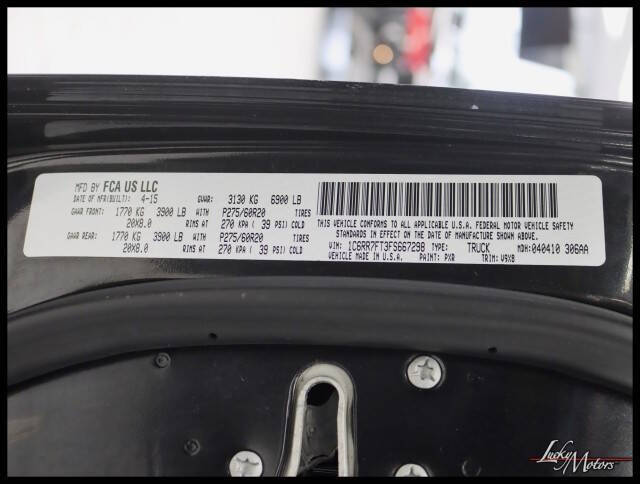 MFD BY FCA US LLC
DATE OF MFR(BUILT): 4-15 GVWR: 3130 KG 6900 LB
GAWR FRONT: 1770 KG 3900 LB WITH P275/60R20 TIRES
20X8.0 RIMS AT 270 KPA ( 39 PSI) COLD
GAWR REAR: 1770 KG 3900 LB WITH P275/60R20 TIRES
20X8.0 RIMS AT 270 KPA ( 39 PSI) COLD
THIS VEHICLE CONFORMS TO ALL APPLICABLE U.S.A. FEDERAL MOTOR VEHICLE SAFETY
STANDARDS IN EFFECT ON THE DATE OF MANUFACTURE SHOWN ABOVE.
VIN: 1C6RR7FT3FS667298 TYPE: TRUCK MDH:040410 306AA
VEHICLE MADE IN U.S.A. PAINT: PXR TRIM: V9X8
Lucky Motors